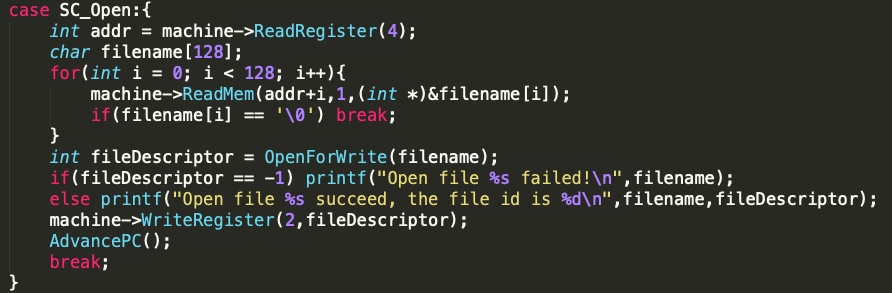 case SC_Open:{
    int addr = machine->ReadRegister(4);
    char filename[128];
    for(int i = 0; i < 128; i++){
        machine->ReadMem(addr+i,1,(int *)&filename[i]);
        if(filename[i] == '\0') break;
    }
    int fileDescriptor = OpenForWrite(filename);
    if(fileDescriptor == -1) printf("Open file %s failed!\n",filename);
    else printf("Open file %s succeed, the file id is %d\n",filename,fileDescriptor);
    machine->WriteRegister(2,fileDescriptor);
    AdvancePC();
    break;
}